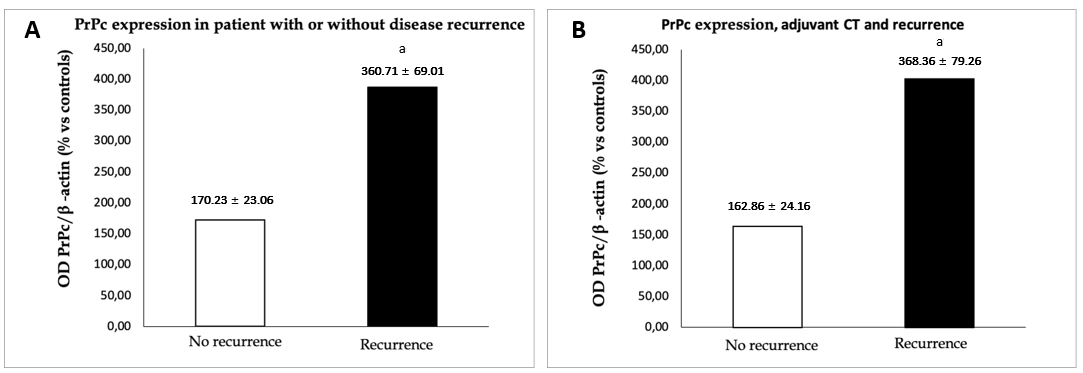 A
PrPc expression in patient with or without disease recurrence
OD PrPc/β -actin (% vs controls)
450,00
400,00
350,00
300,00
250,00
200,00
150,00
100,00
50,00
0,00
a
360.71 ± 69.01
170.23 ± 23.06
No recurrence
Recurrence
B
PrPc expression, adjuvant CT and recurrence
OD PrPc/β -actin (% vs controls)
450,00
400,00
350,00
300,00
250,00
200,00
150,00
100,00
50,00
0,00
a
368.36 ± 79.26
162.86 ± 24.16
No recurrence
Recurrence